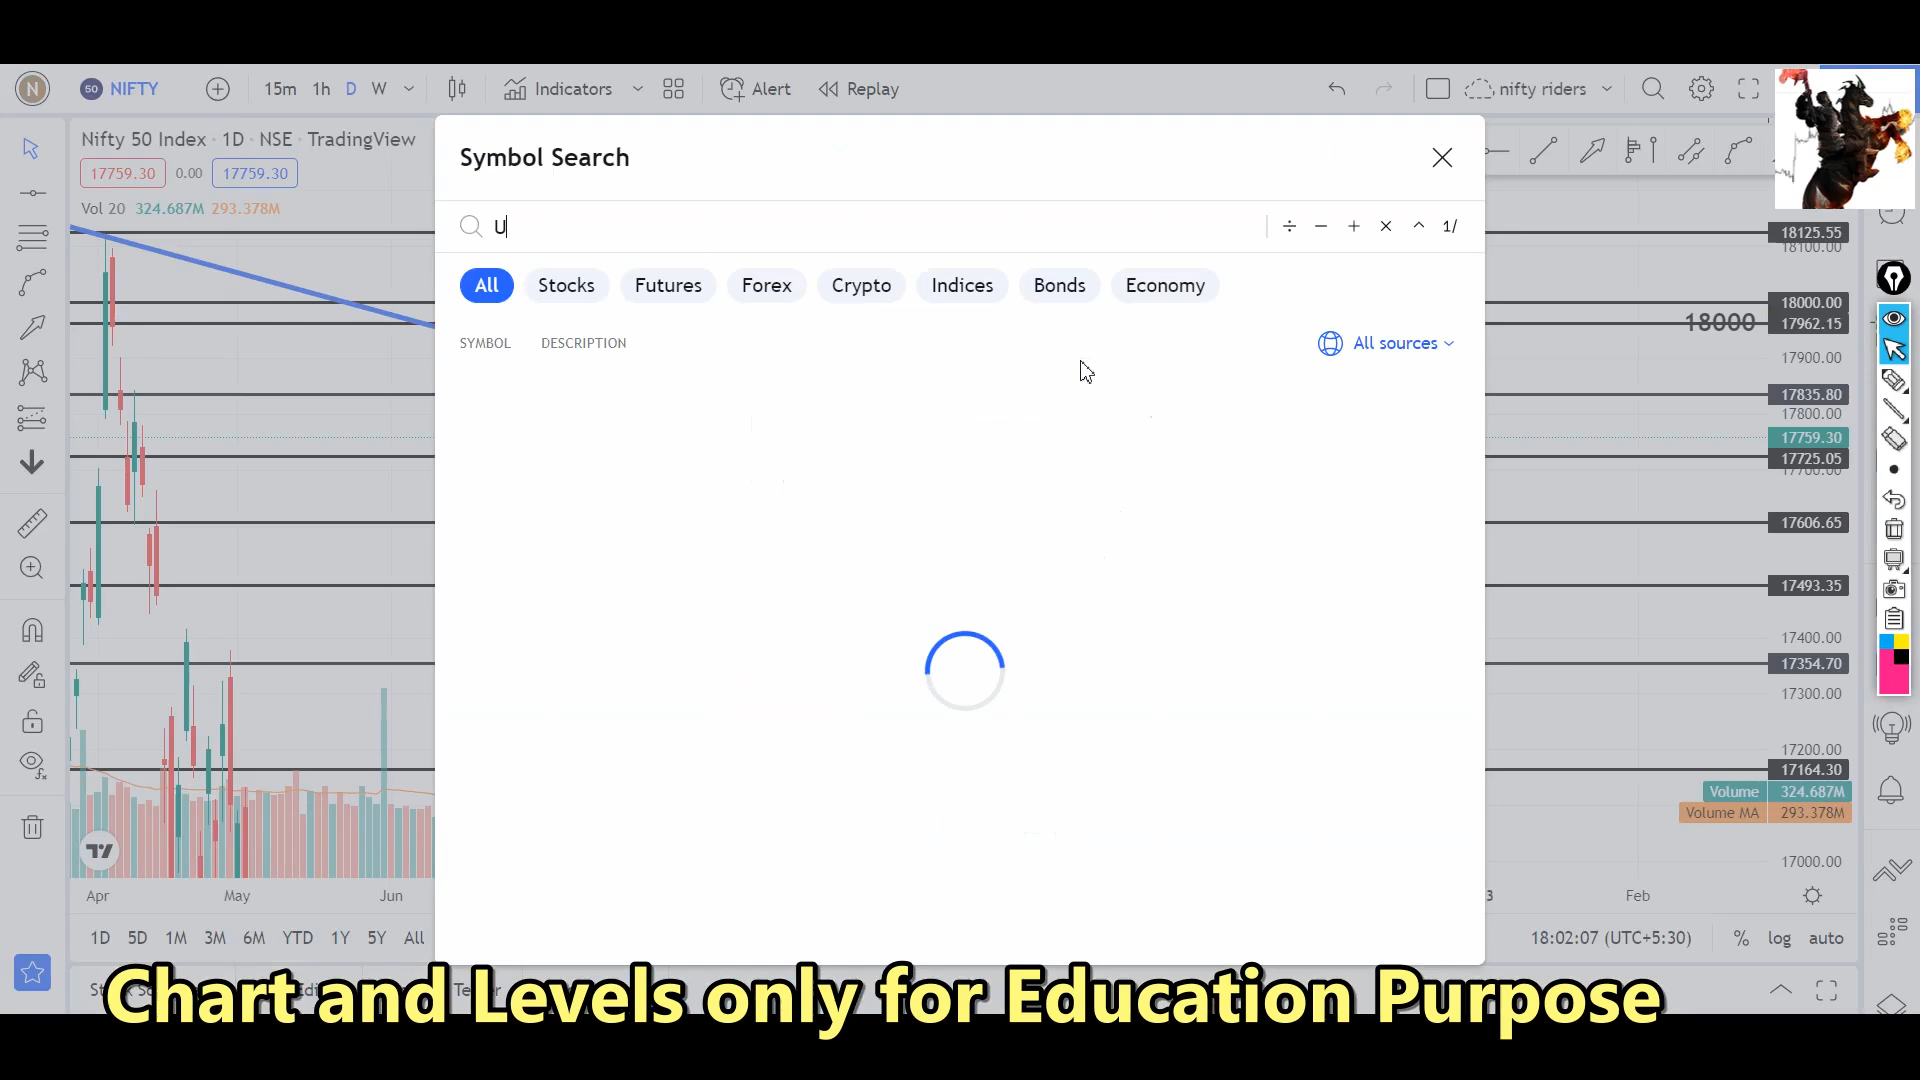 N 50 NIFTY 15m 1h D W Indicators Alert Replay nifty riders
Nifty 50 Index · 1D · NSE · TradingView
17759.30 0.00 17759.30
Vol 20 324.687M 293.378M
Symbol Search
U
÷ − + × ^ 1/
All Stocks Futures Forex Crypto Indices Bonds Economy
SYMBOL DESCRIPTION All sources
18125.55
18100.00
18000.00
18000
17962.15
17900.00
17835.80
17800.00
17759.30
17725.05
17700.00
17606.65
17493.35
17400.00
17354.70
17300.00
17200.00
17164.30
Volume 324.687M
Volume MA 293.378M
17000.00
Apr May Jun 3 Feb
1D 5D 1M 3M 6M YTD 1Y 5Y All 18:02:07 (UTC+5:30) % log auto
Chart and Levels only for Education Purpose